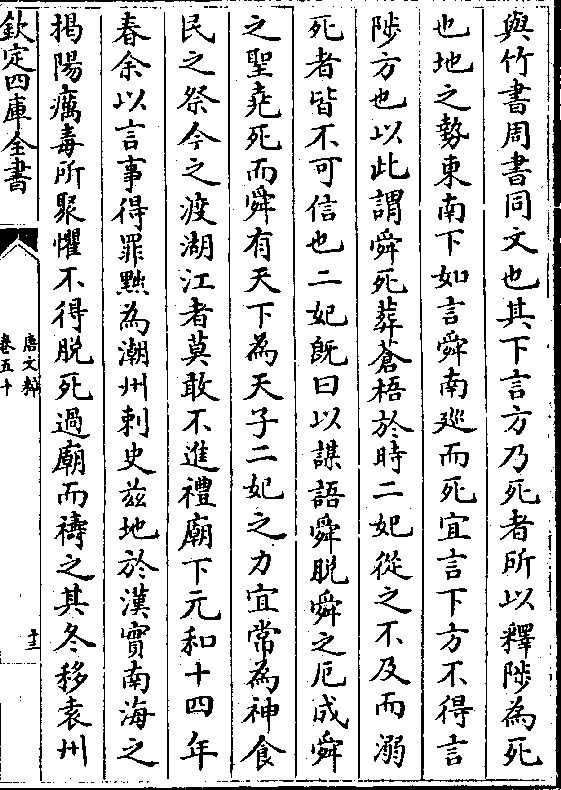 與竹書周書同文也其下言方乃死者所以釋陟為死
也地之勢東南下如言舜南廵而死宜言下方不得言
陟方也以此謂舜死葬蒼梧於時二妃從之不及而溺
死者皆不可信也二妃旣曰以謀語舜脱舜之厄成舜
之聖堯死而舜有天下為天子二妃之力宜常為神食
民之祭今之渡湖江者莫敢不進禮廟下元和十四年
春余以言事得罪黜為潮州刺史兹地於漢實南海之
揭陽癘毒所聚懼不得脱死過廟而禱之其冬移袁州
欽定四庫全書
唐文粹
卷五十
十三